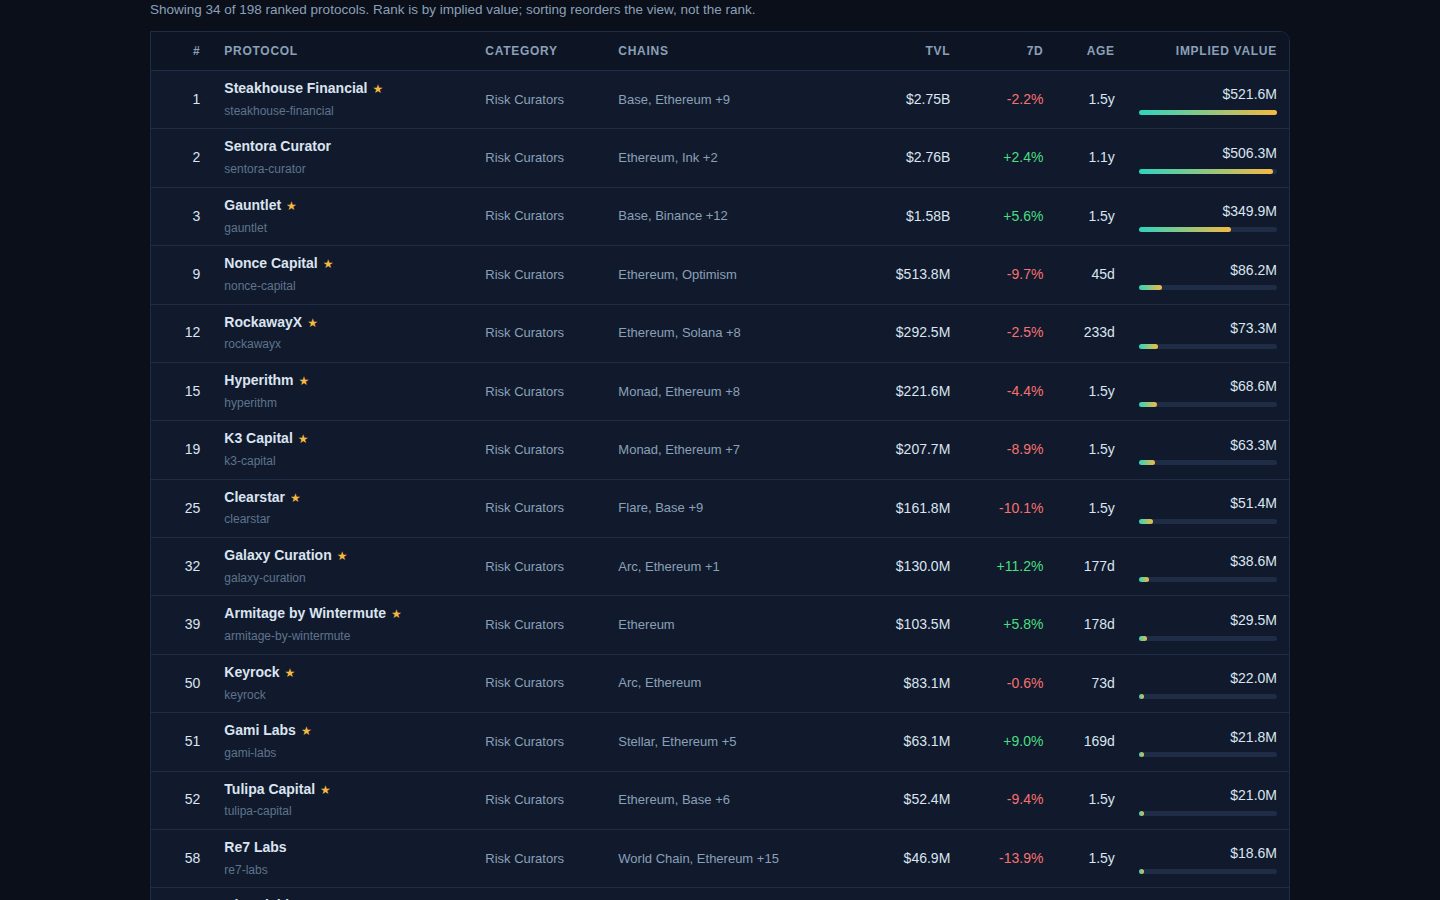 Showing 34 of 198 ranked protocols. Rank is by implied value; sorting reorders the view, not the rank.
# PROTOCOL CATEGORY CHAINS TVL 7D AGE IMPLIED VALUE
1 Steakhouse Financial ★ Risk Curators Base, Ethereum +9 $2.75B -2.2% 1.5y $521.6M
steakhouse-financial
2 Sentora Curator Risk Curators Ethereum, Ink +2 $2.76B +2.4% 1.1y $506.3M
sentora-curator
3 Gauntlet ★ Risk Curators Base, Binance +12 $1.58B +5.6% 1.5y $349.9M
gauntlet
9 Nonce Capital ★ Risk Curators Ethereum, Optimism $513.8M -9.7% 45d $86.2M
nonce-capital
12 RockawayX ★ Risk Curators Ethereum, Solana +8 $292.5M -2.5% 233d $73.3M
rockawayx
15 Hyperithm ★ Risk Curators Monad, Ethereum +8 $221.6M -4.4% 1.5y $68.6M
hyperithm
19 K3 Capital ★ Risk Curators Monad, Ethereum +7 $207.7M -8.9% 1.5y $63.3M
k3-capital
25 Clearstar ★ Risk Curators Flare, Base +9 $161.8M -10.1% 1.5y $51.4M
clearstar
32 Galaxy Curation ★ Risk Curators Arc, Ethereum +1 $130.0M +11.2% 177d $38.6M
galaxy-curation
39 Armitage by Wintermute ★ Risk Curators Ethereum $103.5M +5.8% 178d $29.5M
armitage-by-wintermute
50 Keyrock ★ Risk Curators Arc, Ethereum $83.1M -0.6% 73d $22.0M
keyrock
51 Gami Labs ★ Risk Curators Stellar, Ethereum +5 $63.1M +9.0% 169d $21.8M
gami-labs
52 Tulipa Capital ★ Risk Curators Ethereum, Base +6 $52.4M -9.4% 1.5y $21.0M
tulipa-capital
58 Re7 Labs Risk Curators World Chain, Ethereum +15 $46.9M -13.9% 1.5y $18.6M
re7-labs